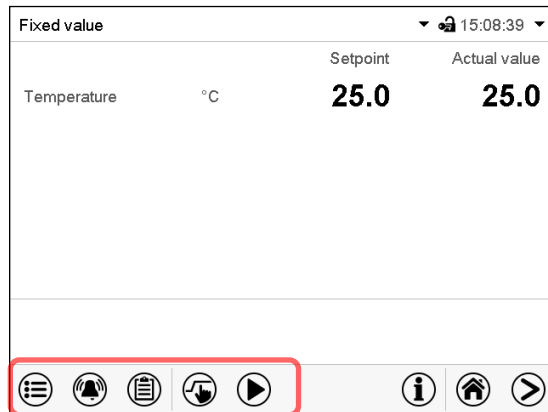 Fixed value 15:08:39
Setpoint Actual value
Temperature °C 25.0 25.0